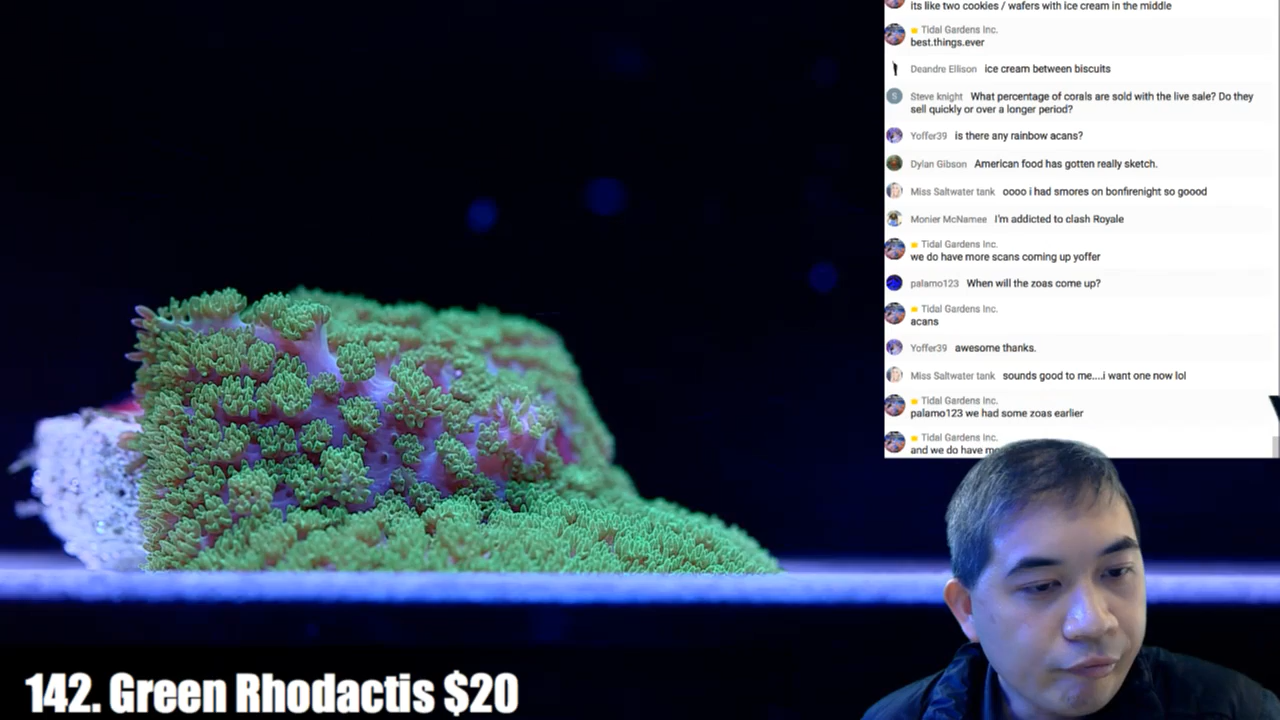 its like two cookies / wafers with ice cream in the middle
Tidal Gardens Inc.
best.things.ever
Deandre Ellison ice cream between biscuits
S Steve knight What percentage of corals are sold with the live sale? Do they
sell quickly or over a longer period?
Yoffer39 is there any rainbow acans?
Dylan Gibson American food has gotten really sketch.
Miss Saltwater tank oooo i had smores on bonfirenight so goood
Monier McNamee I'm addicted to clash Royale
Tidal Gardens Inc.
we do have more scans coming up yoffer
palamo123 When will the zoas come up?
Tidal Gardens Inc.
acans
Yoffer39 awesome thanks.
Miss Saltwater tank sounds good to me....i want one now lol
Tidal Gardens Inc.
palamo123 we had some zoas earlier
Tidal Gardens Inc.
and we do have
142. Green Rhodactis $20